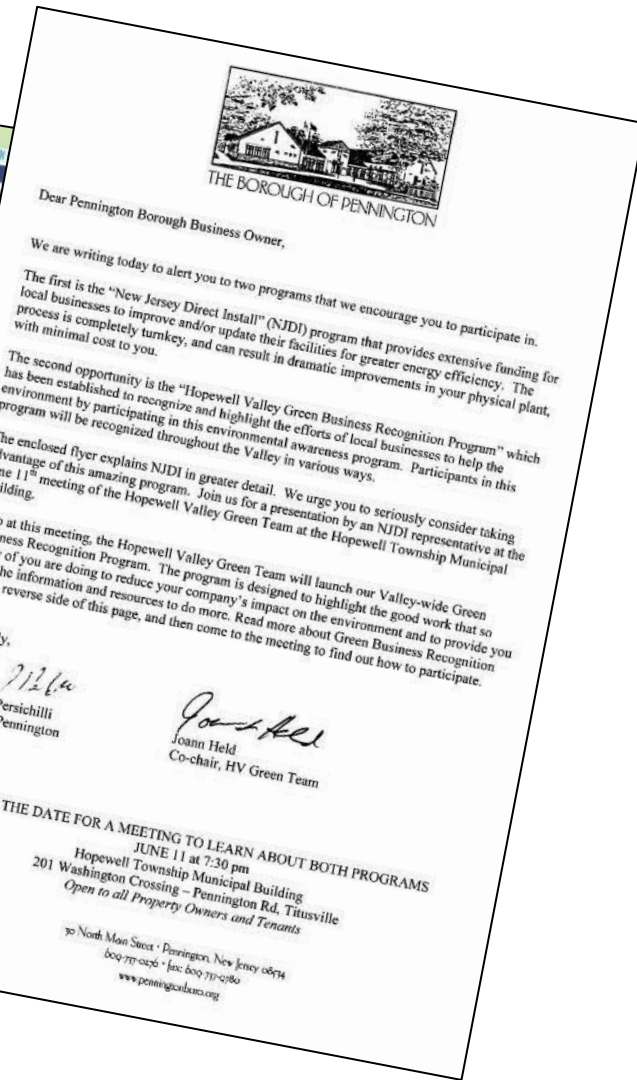 THE BOROUGH OF PENNINGTON
Dear Pennington Borough Business Owner,
We are writing today to alert you to two programs that we encourage you to participate in.
The first is the “New Jersey Direct Install” (NJDI) program that provides extensive funding for
local businesses to improve and/or update their facilities for greater energy efficiency. The
process is completely turnkey, and can result in dramatic improvements in your physical plant,
with minimal cost to you.
The second opportunity is the “Hopewell Valley Green Business Recognition Program” which
has been established to recognize and highlight the efforts of local businesses to help the
environment by participating in this environmental awareness program. Participants in this
program will be recognized throughout the Valley in various ways.
he enclosed flyer explains NJDI in greater detail. We urge you to seriously consider taking
dvantage of this amazing program. Join us for a presentation by an NJDI representative at the
ne 11th meeting of the Hopewell Valley Green Team at the Hopewell Township Municipal
ilding.
o at this meeting, the Hopewell Valley Green Team will launch our Valley-wide Green
ness Recognition Program. The program is designed to highlight the good work that so
y of you are doing to reduce your company’s impact on the environment and to provide you
he information and resources to do more. Read more about Green Business Recognition
reverse side of this page, and then come to the meeting to find out how to participate.
ly,
Persichilli
Pennington
Joann Held
Joann Held
Co-chair, HV Green Team
THE DATE FOR A MEETING TO LEARN ABOUT BOTH PROGRAMS
JUNE 11 at 7:30 pm
Hopewell Township Municipal Building
201 Washington Crossing – Pennington Rd, Titusville
Open to all Property Owners and Tenants
30 North Main Street • Pennington, New Jersey 08534
609-737-0276 • fax: 609-737-9780
www.penningtonboro.org